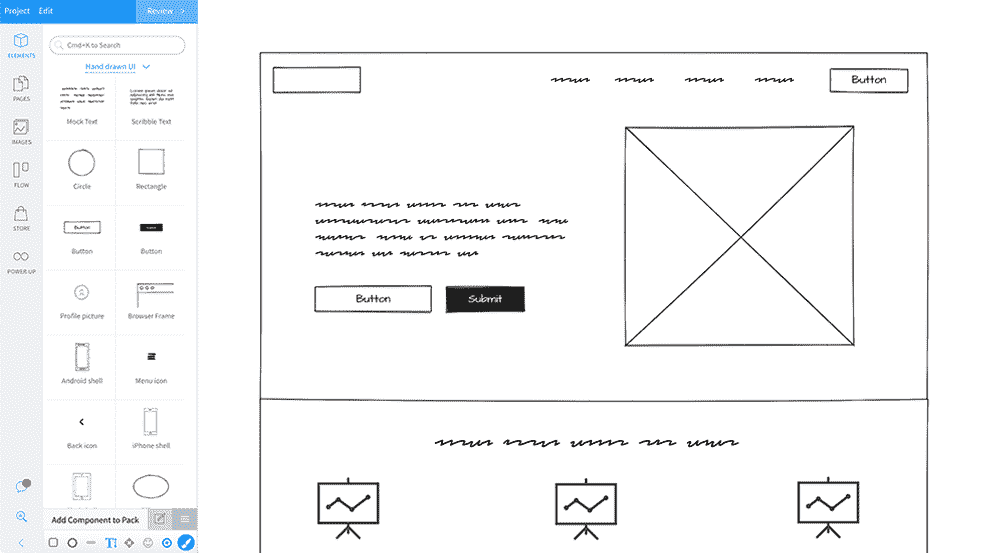 Project Edit Review
Cmd+K to Search
ELEMENTS
Hand drawn UI
PAGES
Mock Text Scribble Text
IMAGES
Circle Rectangle
FLOW
STORE
Button
Button Button
POWER UP
Profile picture Browser Frame
Android shell Menu icon
Back icon iPhone shell
Add Component to Pack
T
Button
Button Submit